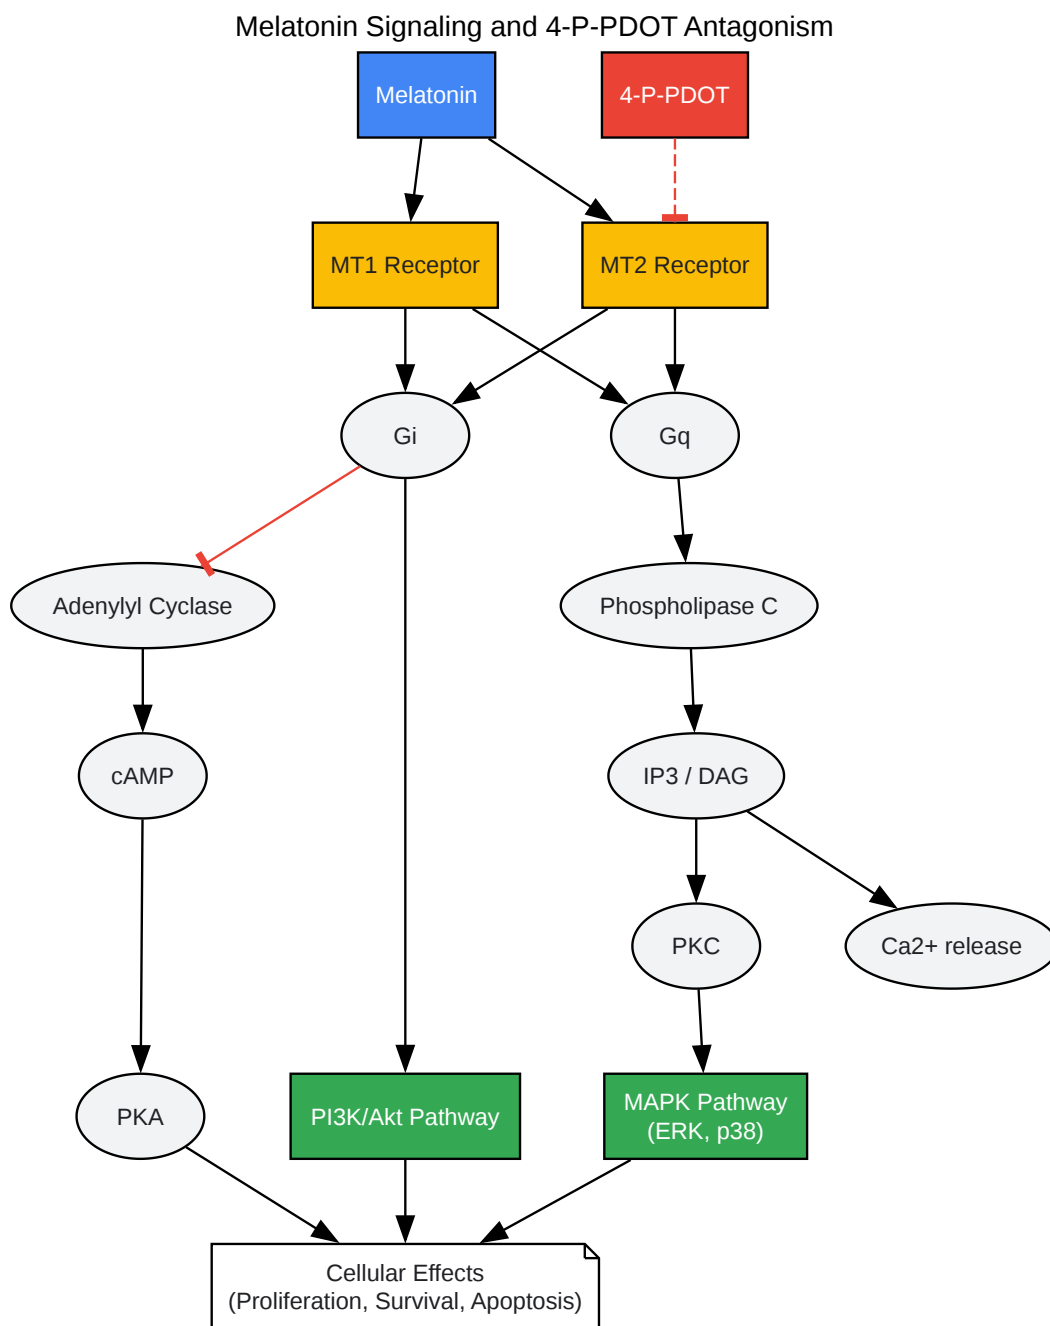 Melatonin Signaling and 4-P-PDOT Antagonism
Melatonin
4-P-PDOT
MT1 Receptor
MT2 Receptor
Gi
Gq
Adenylyl Cyclase
Phospholipase C
cAMP
IP3 / DAG
PKC
Ca2+ release
PKA
PI3K/Akt Pathway
MAPK Pathway
(ERK, p38)
Cellular Effects
(Proliferation, Survival, Apoptosis)